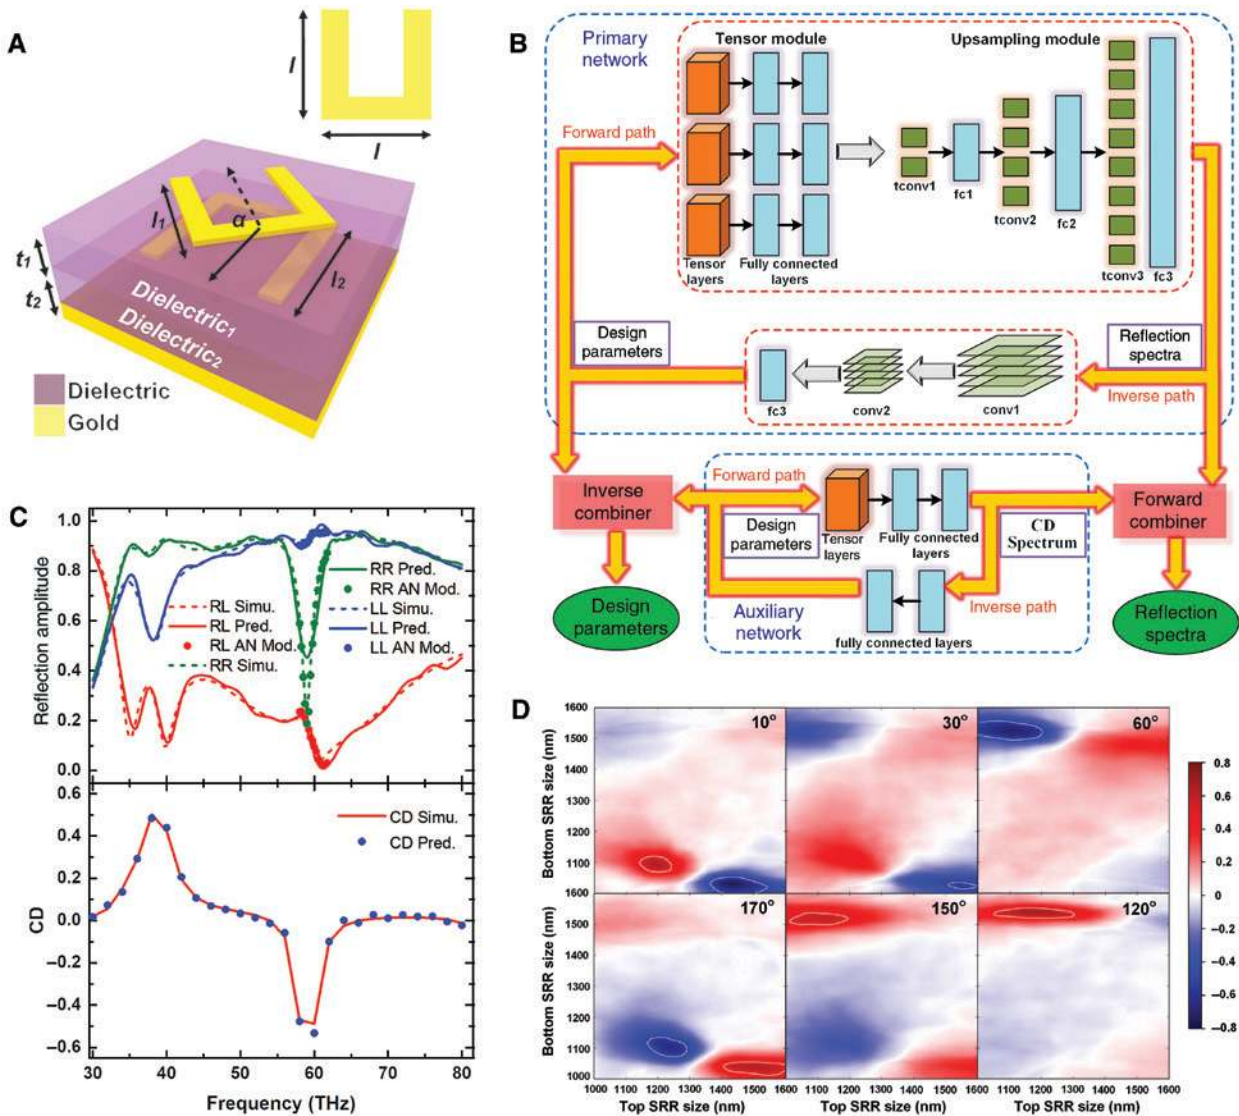 A
l
l
l1
α
l2
t1
t2
Dielectric1
Dielectric2
Dielectric
Gold
B
Primary
network
Tensor module
Upsampling module
Forward path
tconv1
fc1
tconv2
fc2
tconv3
fc3
Tensor
layers
Fully connected
layers
Design
parameters
Reflection
spectra
fc3
conv2
conv1
Inverse path
Forward path
Inverse
combiner
Design
parameters
Tensor
layers
Fully connected
layers
CD
Spectrum
Forward
combiner
Design
parameters
Inverse path
Auxiliary
network
fully connected layers
Reflection
spectra
C
Reflection amplitude
1.0
0.8
0.6
0.4
0.2
0.0
RR Pred.
RR AN Mod.
RL Simu.
LL Simu.
RL Pred.
LL Pred.
RL AN Mod.
LL AN Mod.
RR Simu.
CD
0.6
0.4
0.2
0.0
−0.2
−0.4
−0.6
CD Simu.
CD Pred.
30 40 50 60 70 80
Frequency (THz)
D
Bottom SRR size (nm)
1600
1500
1400
1300
1200
1100
1600
10°
30°
60°
Bottom SRR size (nm)
1500
1400
1300
1200
1100
1000
170°
150°
120°
1000 1100 1200 1300 1400 1500 1600 1100 1200 1300 1400 1500 1600 1100 1200 1300 1400 1500 1600
Top SRR size (nm) Top SRR size (nm) Top SRR size (nm)
0.8
0.6
0.4
0.2
0
−0.2
−0.4
−0.6
−0.8